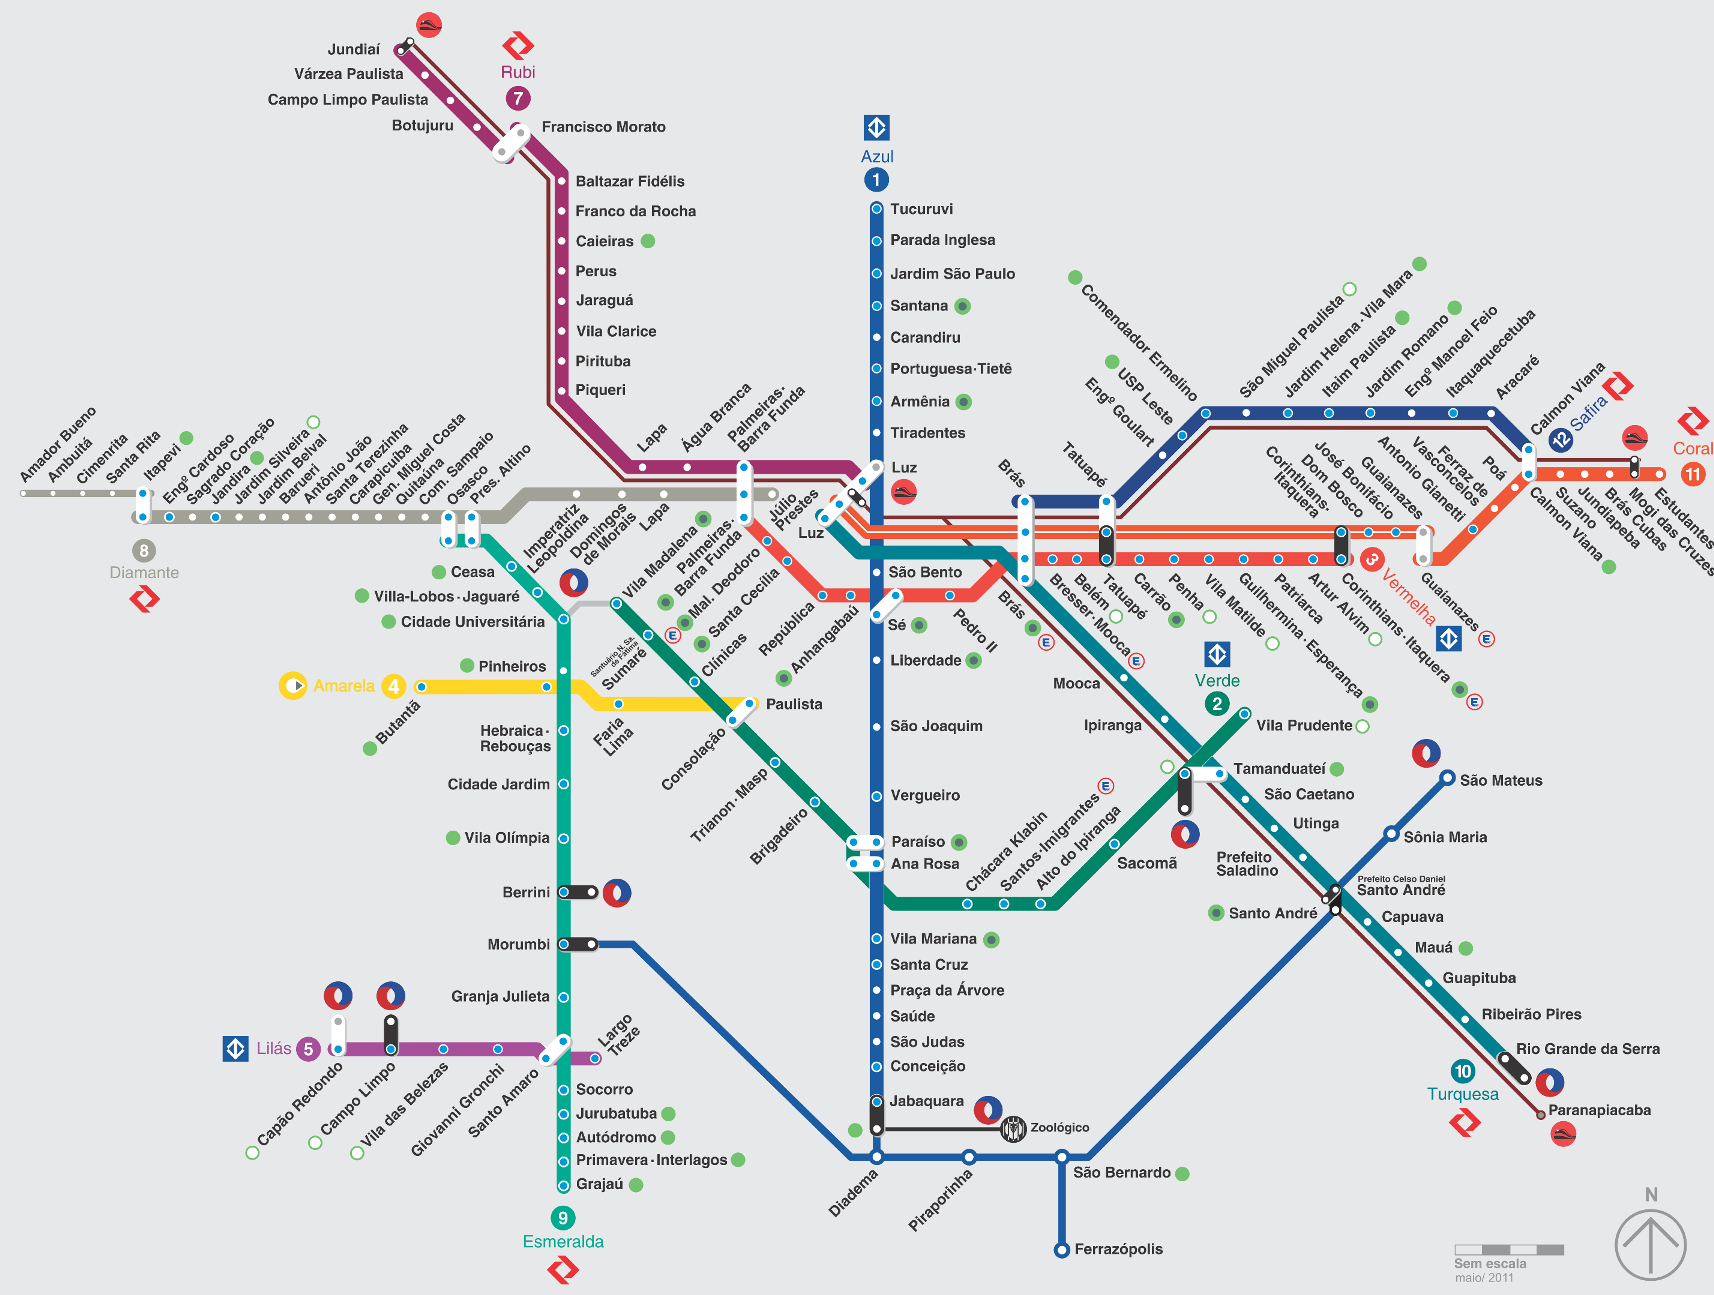 Jundiaí
Várzea Paulista
Campo Limpo Paulista
Botujuru
Rubi
7
Francisco Morato
Baltazar Fidélis
Franco da Rocha
Caieiras
Perus
Jaraguá
Vila Clarice
Pirituba
Piqueri
Lapa
Água Branca
Palmeiras·
Barra Funda
Luz
Azul
1
Tucuruvi
Parada Inglesa
Jardim São Paulo
Santana
Carandiru
Portuguesa·Tietê
Armênia
Tiradentes
Luz
São Bento
Sé
Liberdade
São Joaquim
Vergueiro
Paraíso
Ana Rosa
Vila Mariana
Santa Cruz
Praça da Árvore
Saúde
São Judas
Conceição
Jabaquara
Zoológico
Amador Bueno
Ambuitá
Cimenrita
Santa Rita
Itapevi
Engº Cardoso
Sagrado Coração
Jandira
Jardim Silveira
Jardim Belval
Barueri
Antônio João
Santa Terezinha
Carapicuíba
Gen. Miguel Costa
Quitaúna
Com. Sampaio
Osasco
Pres. Altino
Imperatriz
Leopoldina
Domingos
de Morais
Lapa
Júlio
Prestes
8
Diamante
Ceasa
Villa-Lobos·Jaguaré
Cidade Universitária
Pinheiros
Hebraica·
Rebouças
Cidade Jardim
Vila Olímpia
Berrini
Morumbi
Granja Julieta
Santo Amaro
Socorro
Jurubatuba
Autódromo
Primavera·Interlagos
Grajaú
9
Esmeralda
Amarela 4
Butantã
Faria
Lima
Paulista
Vila Madalena
Santuário N. Sa.
de Fátima
Sumaré
Clínicas
Consolação
Trianon·Masp
Brigadeiro
Chácara Klabin
Santos·Imigrantes
Alto do Ipiranga
Sacomã
Vila Prudente
Verde
2
Palmeiras·
Barra Funda
Mal. Deodoro
Santa Cecília
República
Anhangabaú
Pedro II
Brás
Bresser·Mooca
Belém
Tatuapé
Carrão
Penha
Vila Matilde
Guilhermina·Esperança
Patriarca
Artur Alvim
Corinthians·Itaquera
3
Vermelha
Brás
Tatuapé
Engº Goulart
USP Leste
Comendador Ermelino
São Miguel Paulista
Jardim Helena·Vila Mara
Itaim Paulista
Jardim Romano
Engº Manoel Feio
Itaquaquecetuba
Aracaré
Calmon Viana
12
Safira
Corinthians·
Itaquera
Dom Bosco
José Bonifácio
Guaianazes
Antonio Gianetti
Ferraz de
Vasconcelos
Poá
Calmon Viana
Suzano
Jundiapeba
Brás Cubas
Mogi das Cruzes
Estudantes
Coral
11
Guaianazes
E
E
E
E
E
E
Mooca
Ipiranga
Tamanduateí
São Caetano
Utinga
Prefeito
Saladino
Prefeito Celso Daniel
Santo André
Santo André
Capuava
Mauá
Guapituba
Ribeirão Pires
Rio Grande da Serra
Paranapiacaba
10
Turquesa
São Mateus
Sônia Maria
Diadema
Piraporinha
São Bernardo
Ferrazópolis
Lilás 5
Capão Redondo
Campo Limpo
Vila das Belezas
Giovanni Gronchi
Largo
Treze
N
Sem escala
maio/ 2011